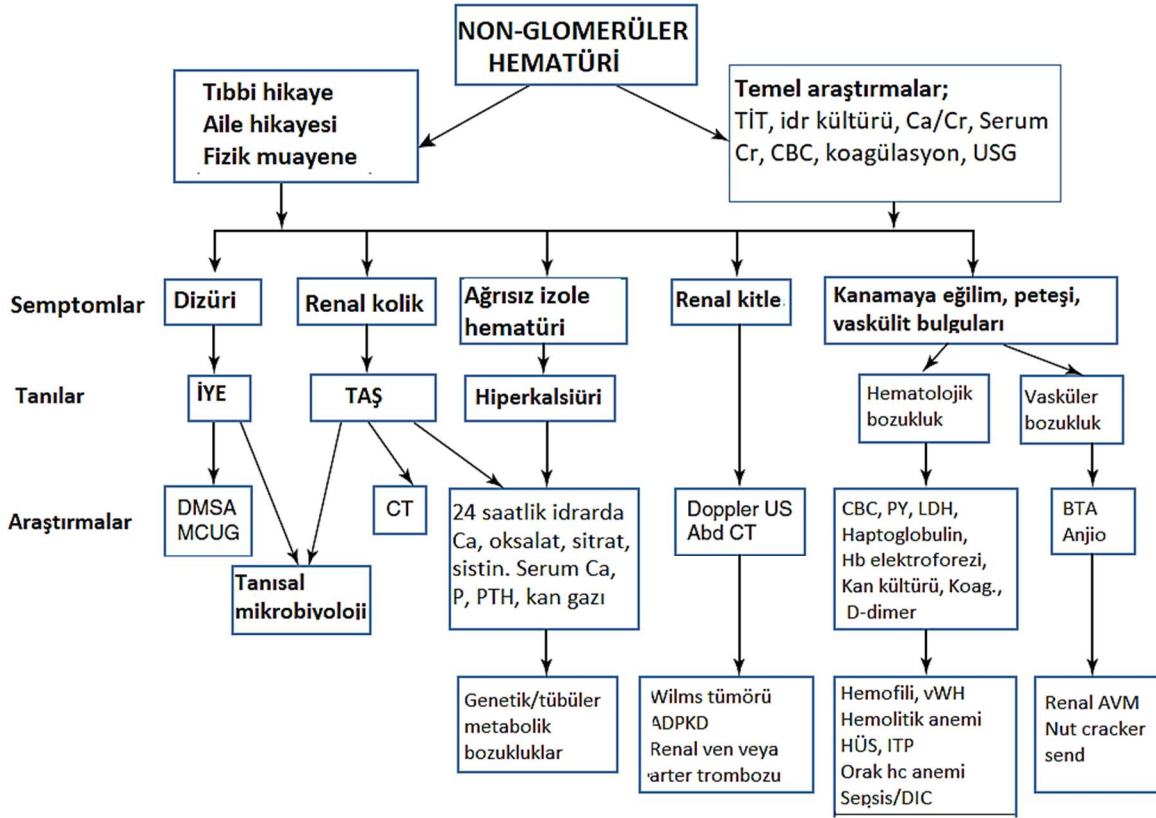 NON-GLOMERÜLER
HEMATÜRİ
Tıbbi hikaye
Aile hikayesi
Fizik muayene
Temel araştırmalar;
TİT, idr kültürü, Ca/Cr, Serum
Cr, CBC, koagülasyon, USG
Semptomlar
Dizüri
Renal kolik
Ağrısız izole
hematüri
Renal kitle
Kanamaya eğilim, peteşi,
vaskülit bulguları
Tanılar
İYE
TAŞ
Hiperkalsiüri
Hematolojik
bozukluk
Vasküler
bozukluk
Araştırmalar
DMSA
MCUG
CT
24 saatlik idrarda
Ca, oksalat, sitrat,
sistin. Serum Ca,
P, PTH, kan gazı
Doppler US
Abd CT
CBC, PY, LDH,
Haptoglobulin,
Hb elektroforezi,
Kan kültürü, Koag.,
D-dimer
BTA
Anjio
Tanısal
mikrobivoloji
Genetik/tübüler
metabolik
bozukluklar
Wilms tümörü
ADPKD
Renal ven veya
arter trombozu
Hemofili, vWH
Hemolitik anemi
HÜS, ITP
Orak hc anemi
Sepsis/DIC
Renal AVM
Nut cracker
send